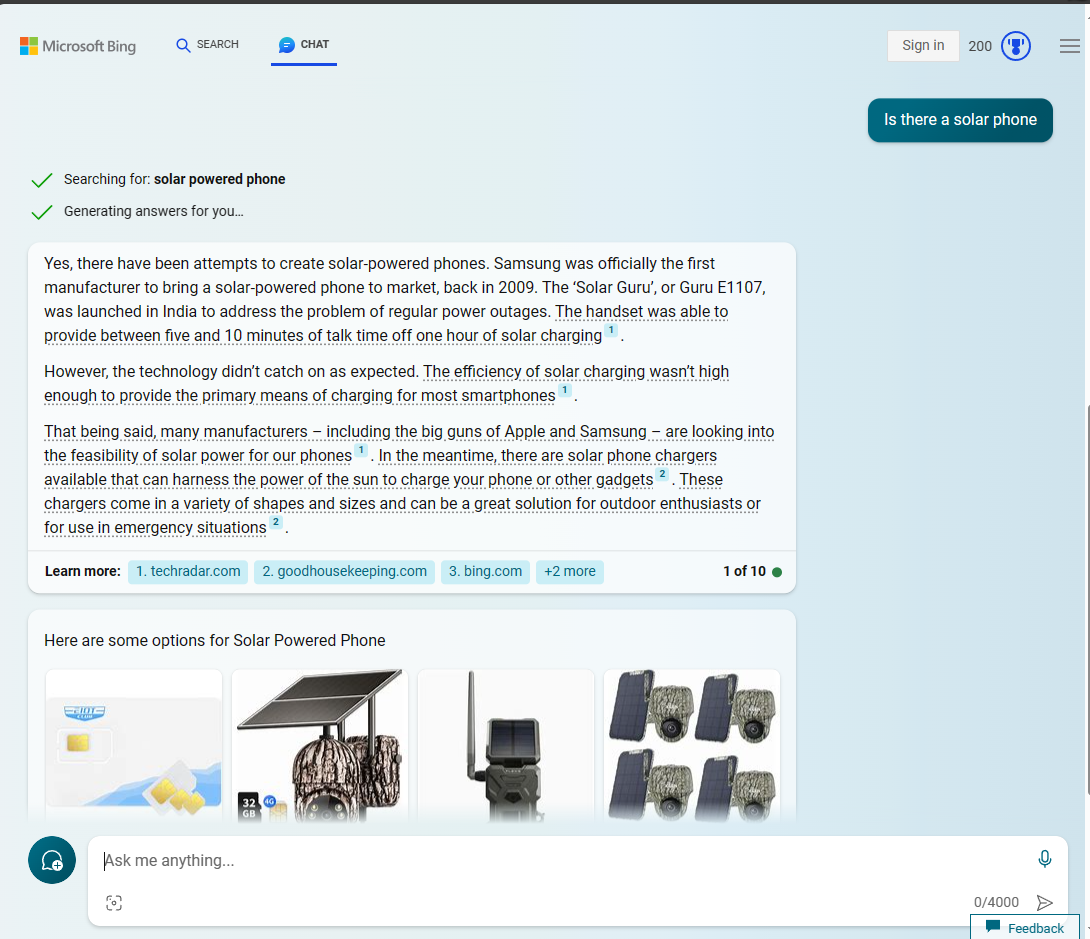 Microsoft Bing
SEARCH
CHAT
Sign in
200
Is there a solar phone
Searching for: solar powered phone
Generating answers for you…
Yes, there have been attempts to create solar-powered phones. Samsung was officially the first
manufacturer to bring a solar-powered phone to market, back in 2009. The ‘Solar Guru’, or Guru E1107,
was launched in India to address the problem of regular power outages. The handset was able to
provide between five and 10 minutes of talk time off one hour of solar charging 1 .
However, the technology didn’t catch on as expected. The efficiency of solar charging wasn’t high
enough to provide the primary means of charging for most smartphones 1 .
That being said, many manufacturers – including the big guns of Apple and Samsung – are looking into
the feasibility of solar power for our phones 1 . In the meantime, there are solar phone chargers
available that can harness the power of the sun to charge your phone or other gadgets 2 . These
chargers come in a variety of shapes and sizes and can be a great solution for outdoor enthusiasts or
for use in emergency situations 2 .
Learn more: 1. techradar.com 2. goodhousekeeping.com 3. bing.com +2 more 1 of 10
Here are some options for Solar Powered Phone
EIOT
CLUB
32
GB
4G
Ask me anything...
0/4000
Feedback